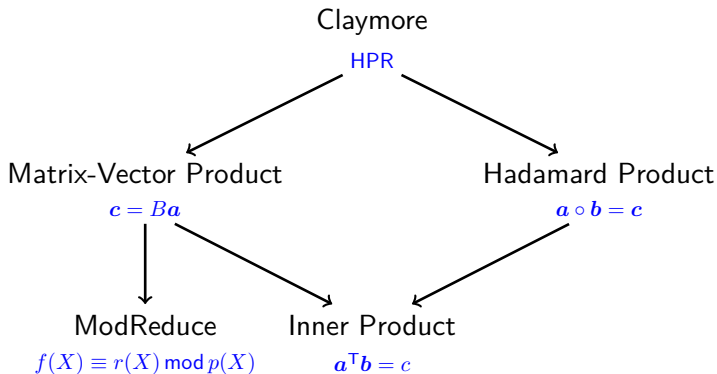 Claymore
HPR
Matrix-Vector Product Hadamard Product
c = Ba a ∘ b = c
ModReduce Inner Product
f(X) ≡ r(X) mod p(X) aᵀb = c